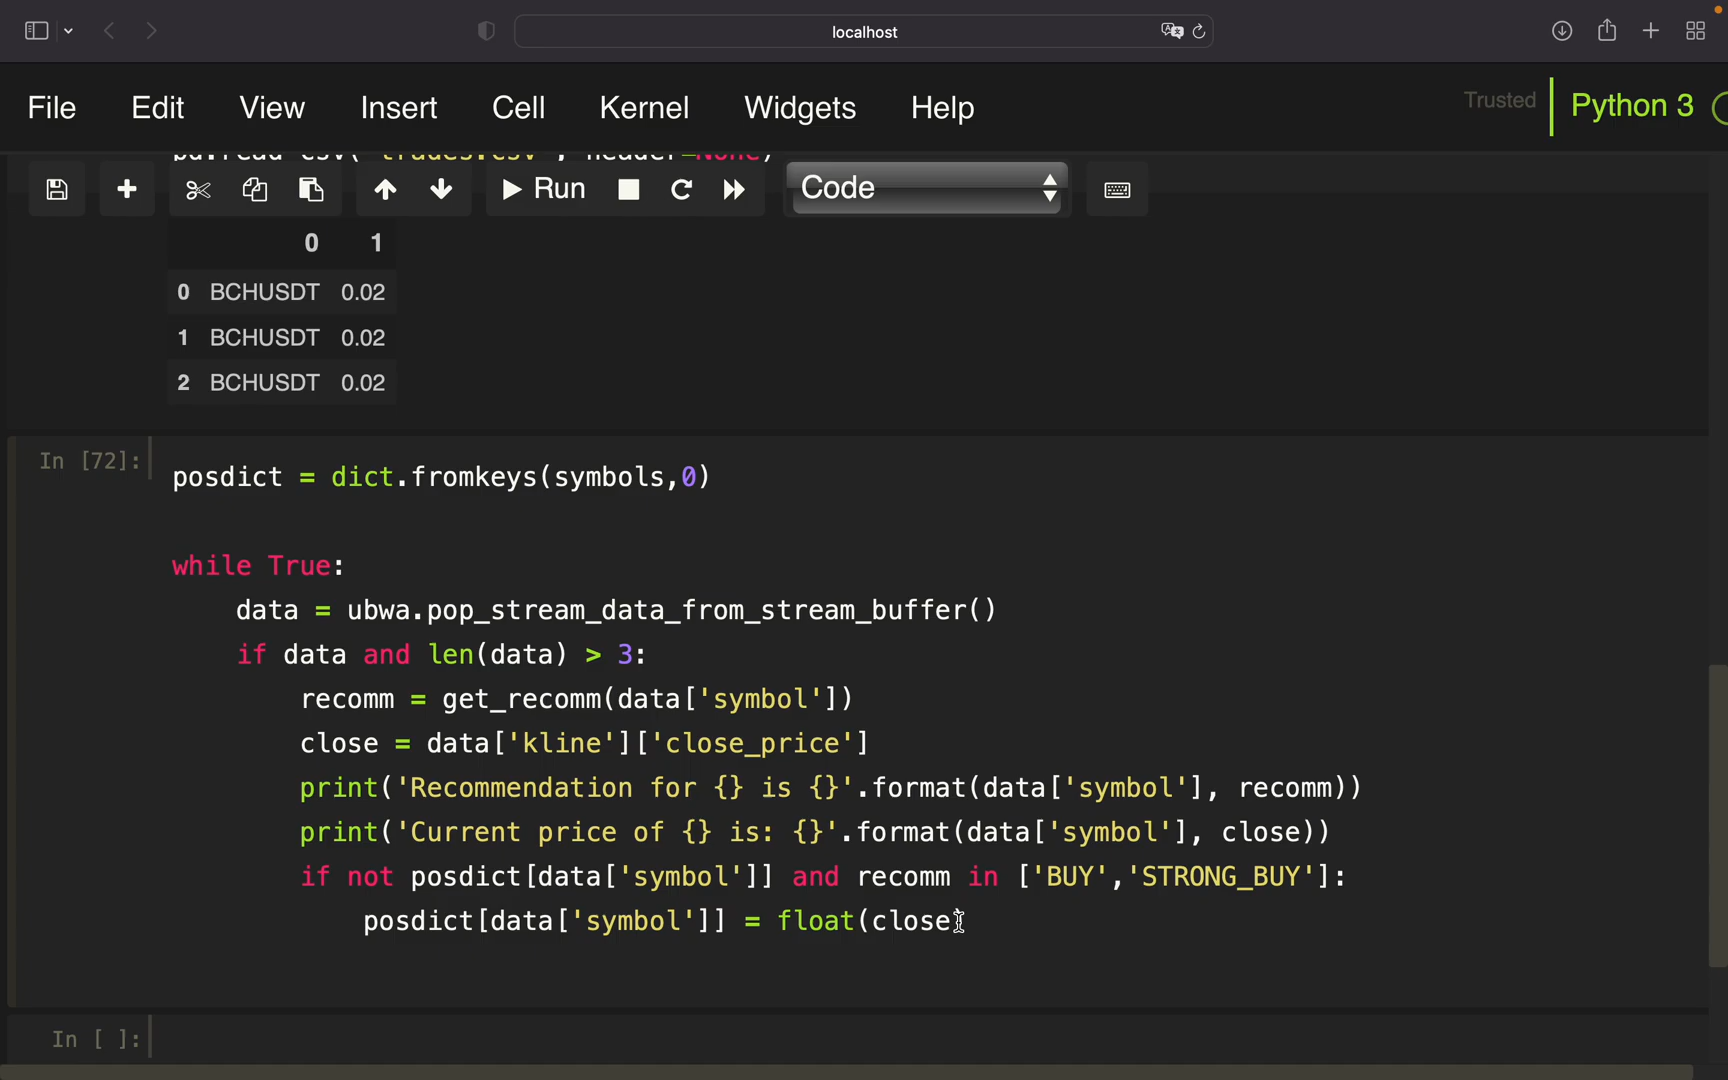 localhost
File Edit View Insert Cell Kernel Widgets Help Trusted Python 3
Run Code
0 1
0 BCHUSDT 0.02
1 BCHUSDT 0.02
2 BCHUSDT 0.02
In [72]:
posdict = dict.fromkeys(symbols,0)
while True:
data = ubwa.pop_stream_data_from_stream_buffer()
if data and len(data) > 3:
recomm = get_recomm(data['symbol'])
close = data['kline']['close_price']
print('Recommendation for {} is {}'.format(data['symbol'], recomm))
print('Current price of {} is: {}'.format(data['symbol'], close))
if not posdict[data['symbol']] and recomm in ['BUY','STRONG_BUY']:
posdict[data['symbol']] = float(close)
In [ ]: